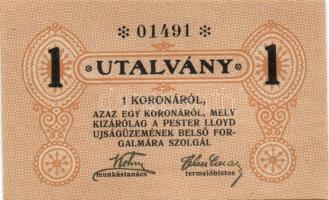 * 01491 *
1 UTALVÁNY 1
1 KORONÁRÓL,
AZAZ EGY KORONÁRÓL, MELY
KIZÁRÓLAG A PESTER LLOYD
UJSÁGÜZEMÉNEK BELSŐ FOR-
GALMÁRA SZOLGÁL
munkástanács termelőbiztos